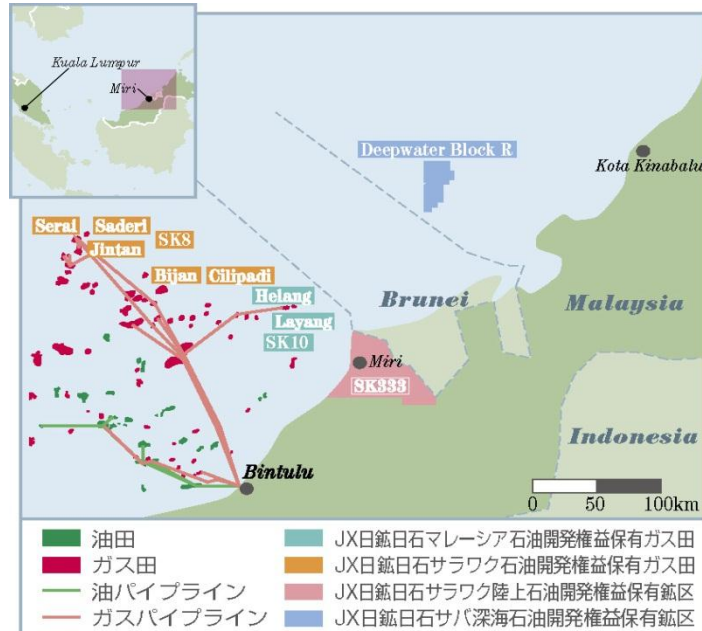 Kuala Lumpur
Miri
Deepwater Block R
Kota Kinabalu
Serai Saderi
SK8
Jintan
Bijan Cilipadi
Helang
Layang
SK10
Brunei
Malaysia
Miri
SK333
Indonesia
Bintulu
0 50 100km
油田
ガス田
油パイプライン
ガスパイプライン
JX日鉱日石マレーシア石油開発権益保有ガス田
JX日鉱日石サラワク石油開発権益保有ガス田
JX日鉱日石サラワク陸上石油開発権益保有鉱区
JX日鉱日石サバ深海石油開発権益保有鉱区